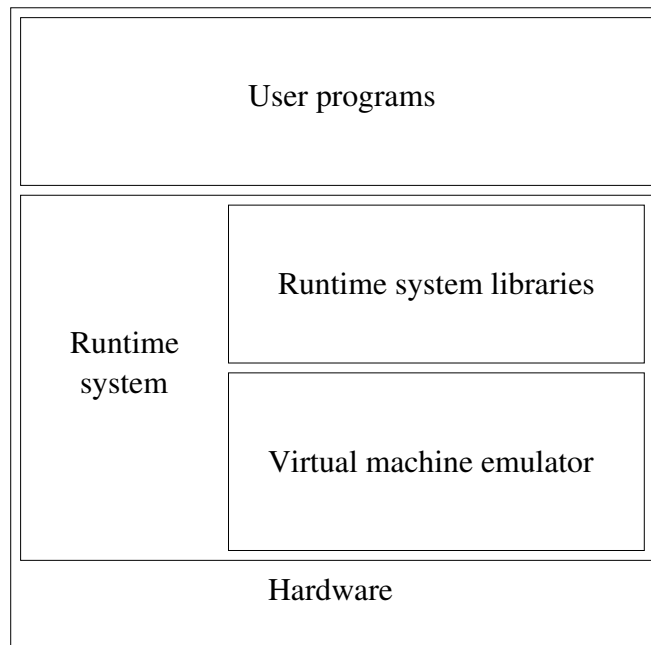 User programs
Runtime system libraries
Runtime
system
Virtual machine emulator
Hardware